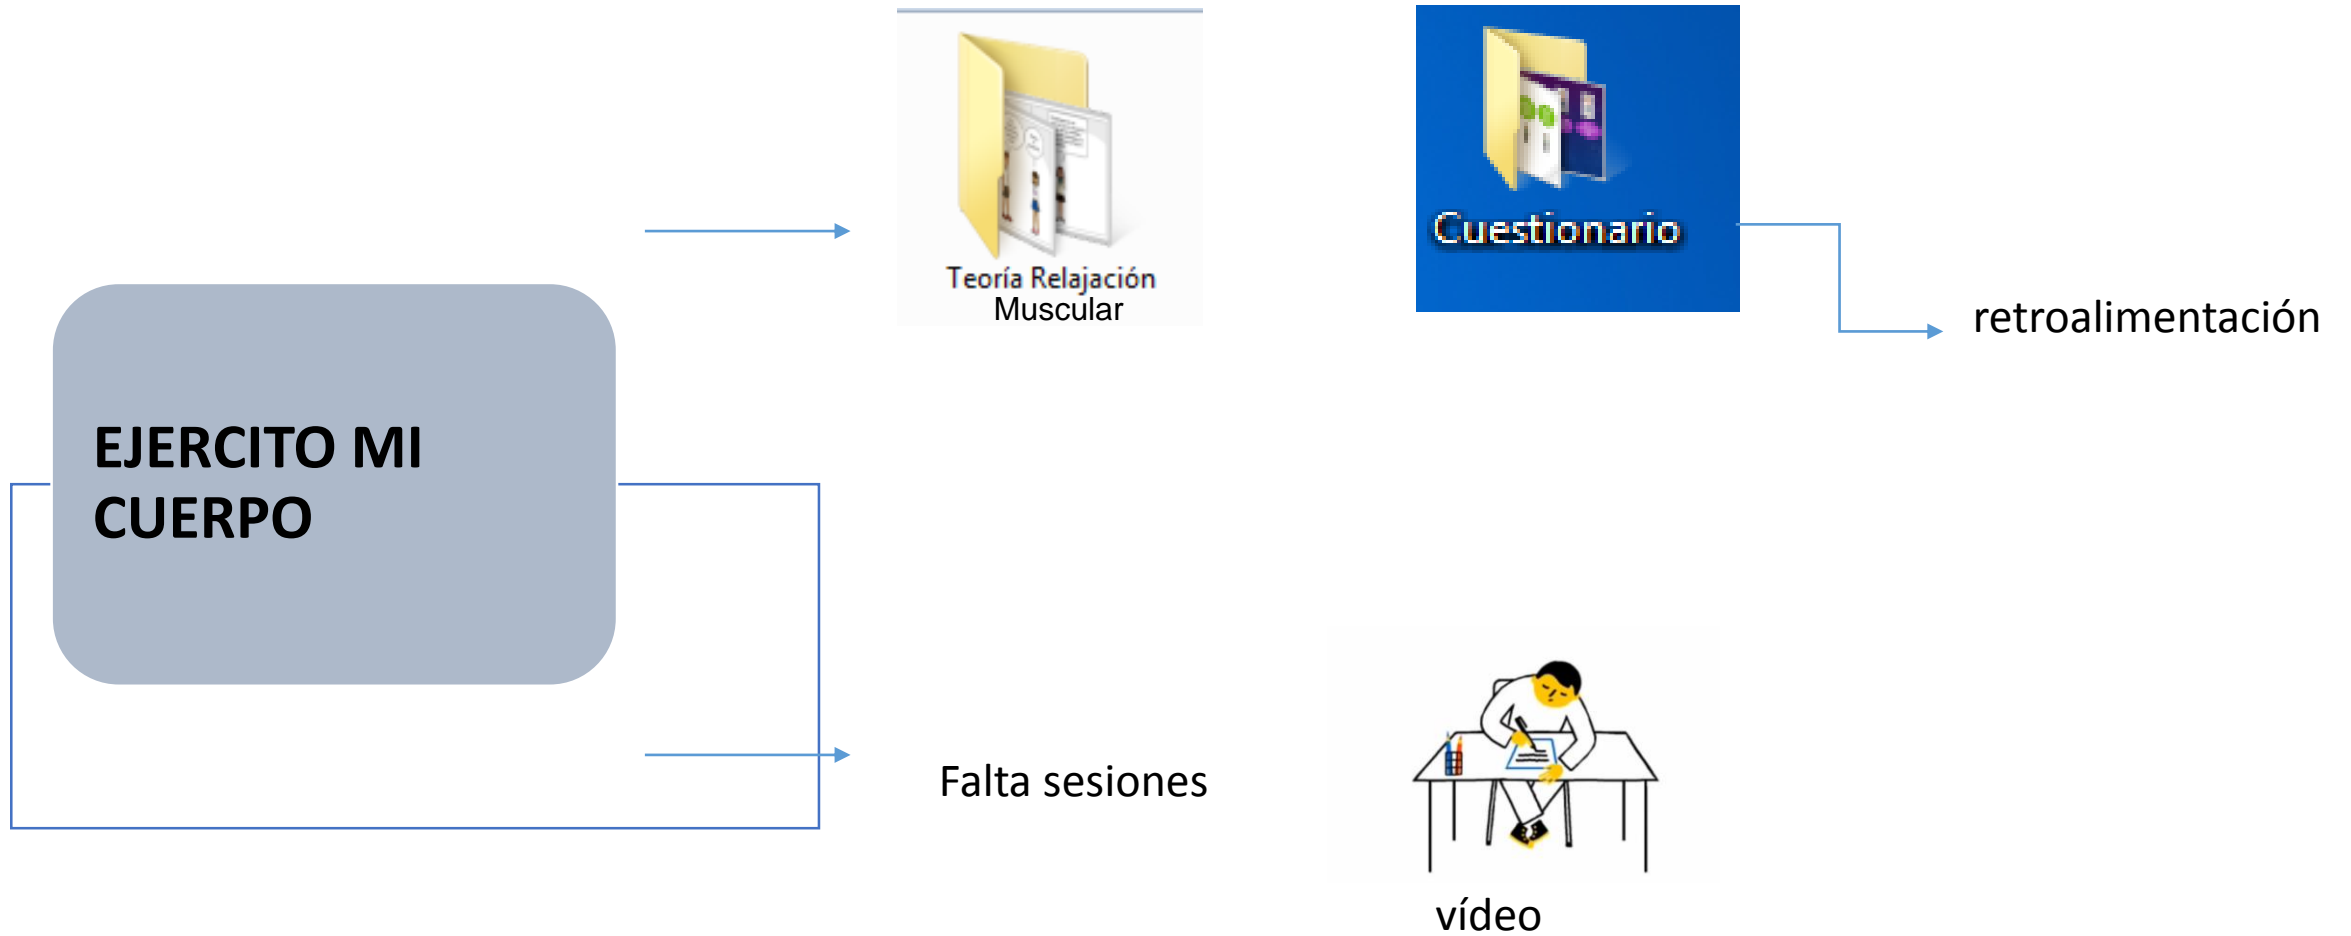 Teoría Relajación
Muscular
Cuestionario
retroalimentación
EJERCITO MI
CUERPO
Falta sesiones
vídeo